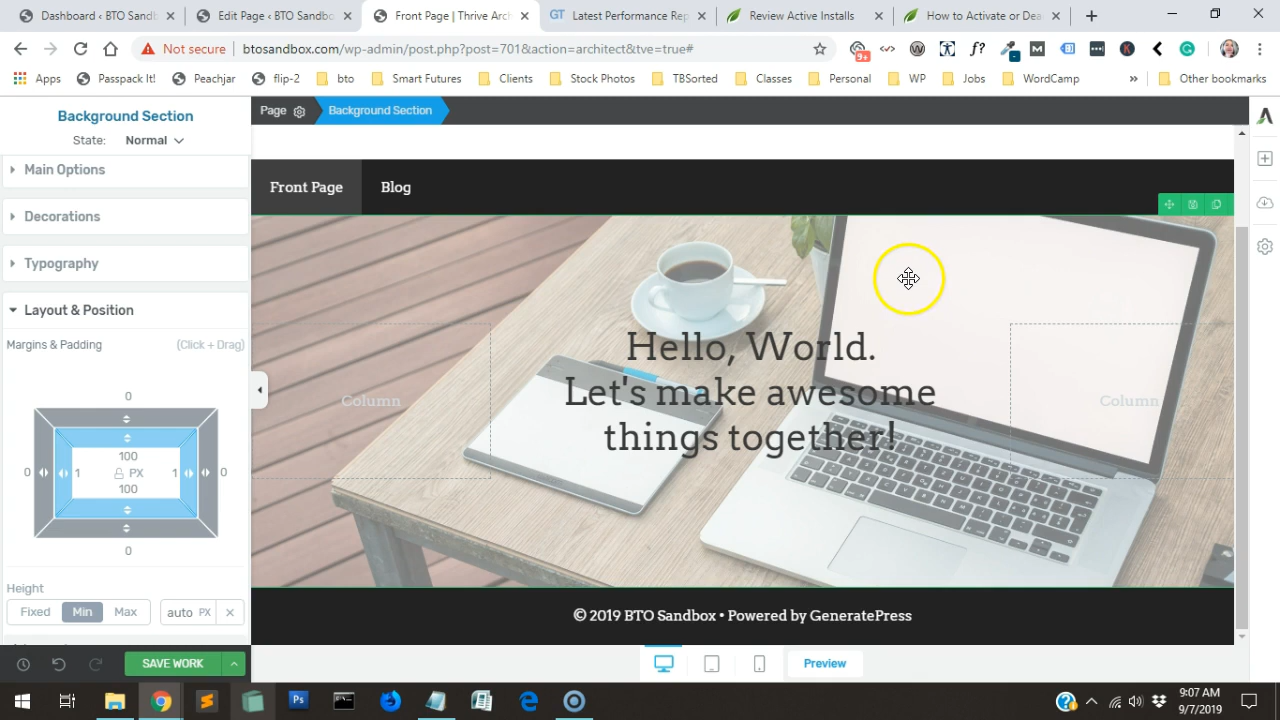 Dashboard ‹ BTO Sandbox
Edit Page ‹ BTO Sandbox
Front Page | Thrive Arc
Latest Performance Rep
Review Active Installs
How to Activate or Dea
Not secure
btosandbox.com/wp-admin/post.php?post=701&action=architect&tve=true#
Apps
Passpack It!
Peachjar
flip-2
bto
Smart Futures
Clients
Stock Photos
TBSorted
Classes
Personal
WP
Jobs
WordCamp
»
Other bookmarks
Background Section
State: Normal
Main Options
Decorations
Typography
Layout & Position
Margins & Padding (Click + Drag)
0
100
0 1 PX 1 0
100
0
Height
Fixed Min Max auto PX ×
SAVE WORK
Page
Background Section
Front Page Blog
Hello, World.
Let's make awesome
things together!
Column
Column
© 2019 BTO Sandbox • Powered by GeneratePress
Preview
9:07 AM
9/7/2019